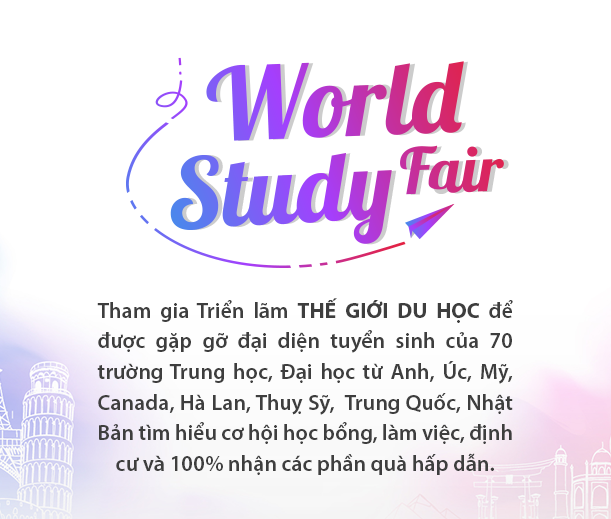 World
Study Fair
Tham gia Triển lãm THẾ GIỚI DU HỌC để
được gặp gỡ đại diện tuyển sinh của 70
trường Trung học, Đại học từ Anh, Úc, Mỹ,
Canada, Hà Lan, Thuỵ Sỹ, Trung Quốc, Nhật
Bản tìm hiểu cơ hội học bổng, làm việc, định
cư và 100% nhận các phần quà hấp dẫn.